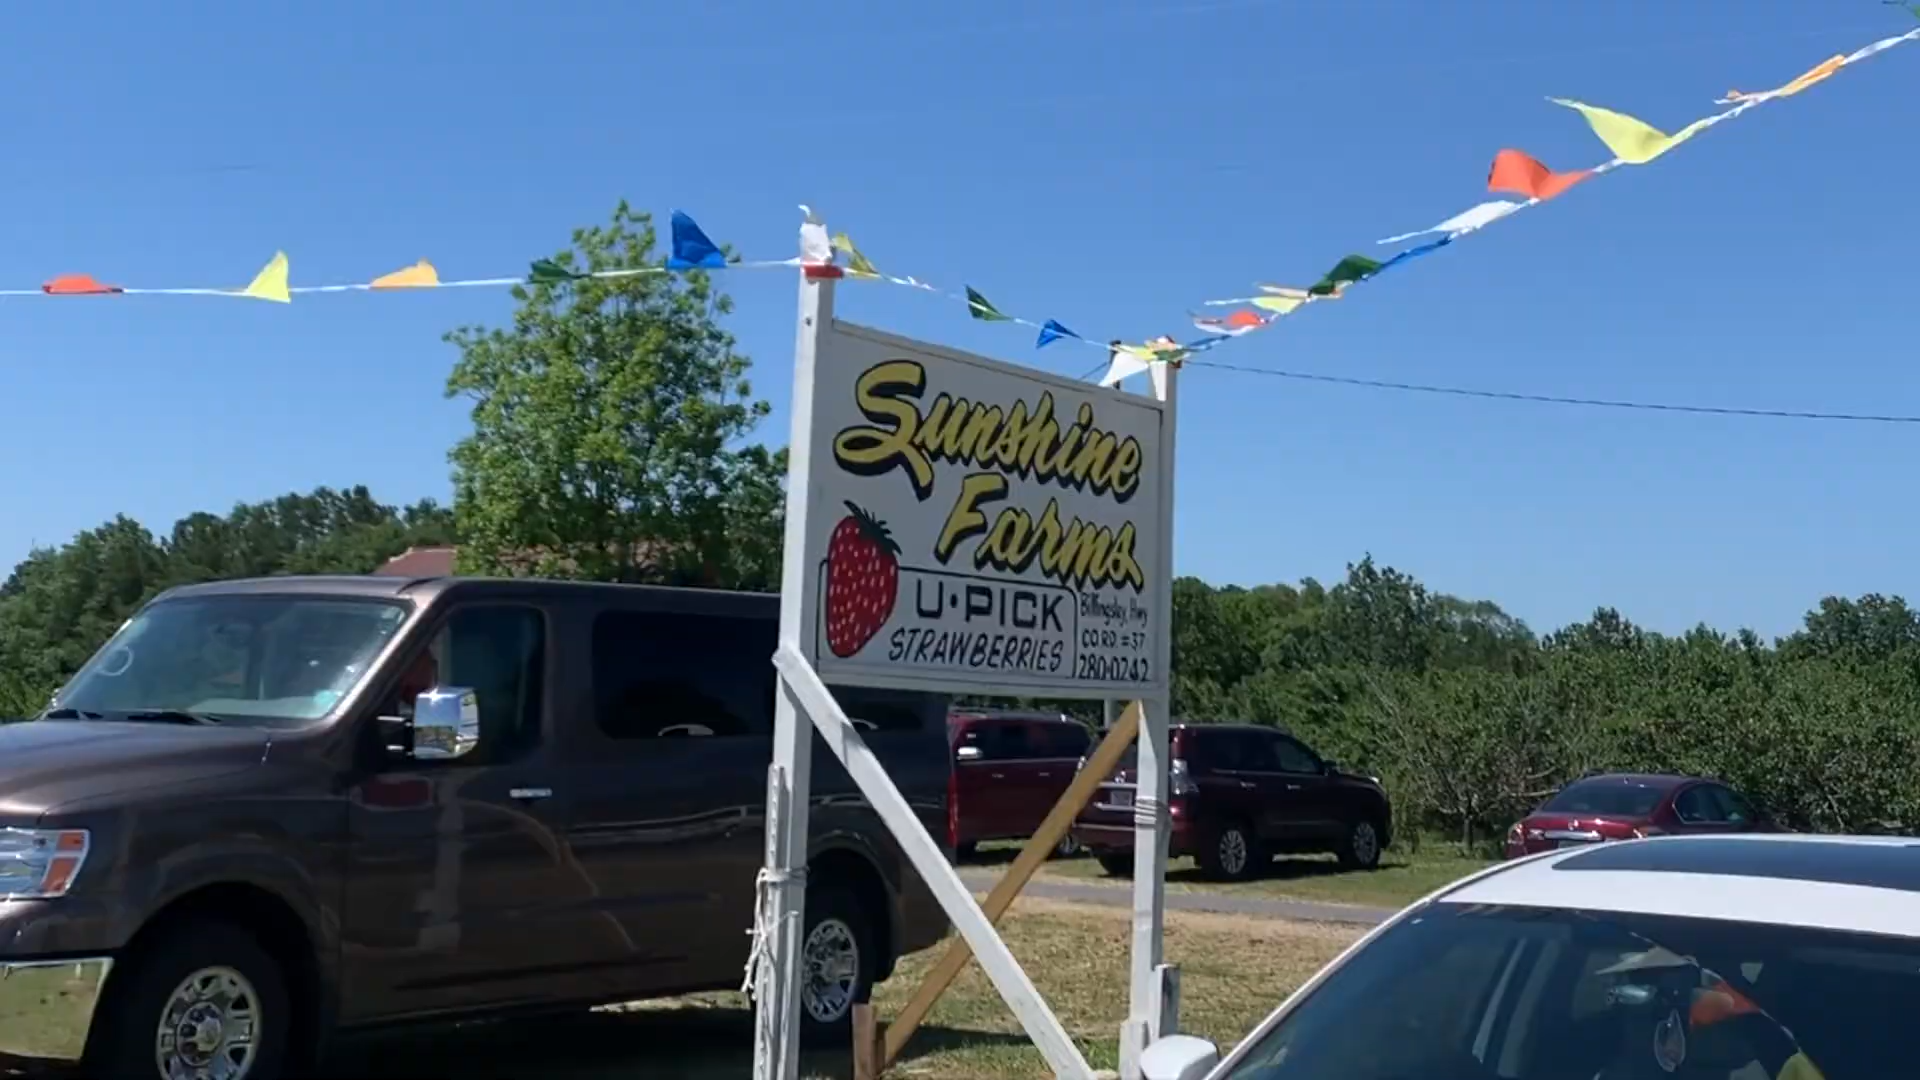 Sunshine
Farms
U·PICK
STRAWBERRIES
Billingsley, Hwy
CO.RD.#37
280-0242